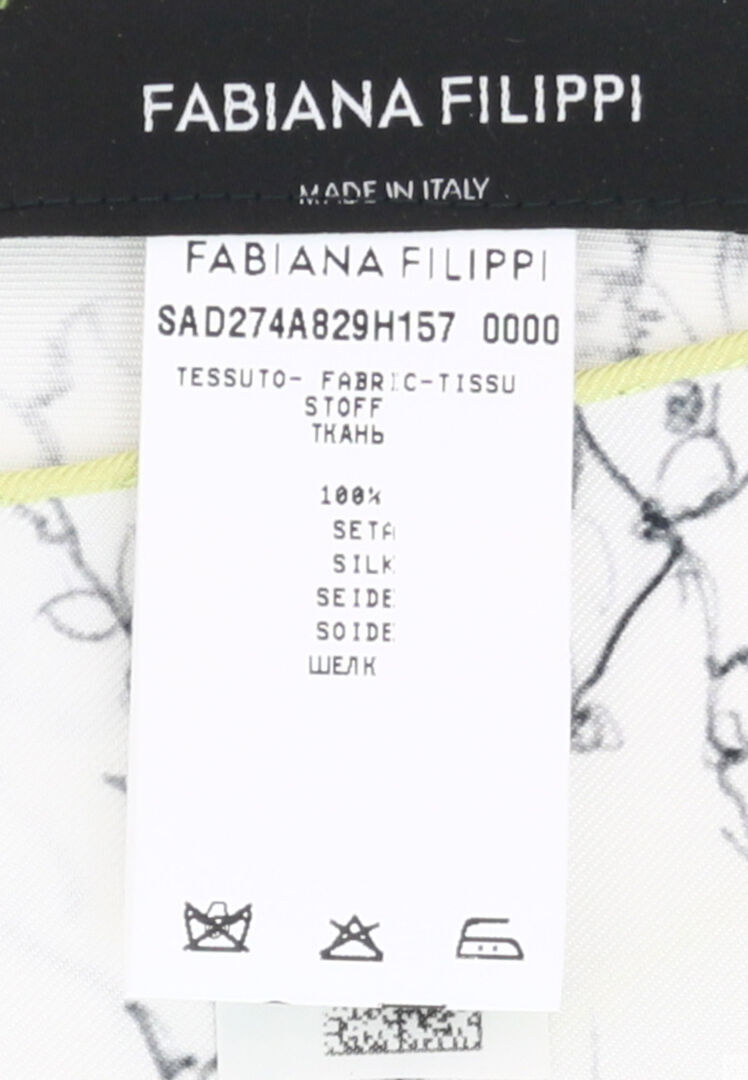 FABIANA FILIPPI
MADE IN ITALY
FABIANA FILIPPI
SAD274A829H157 0000
TESSUTO- FABRIC-TISSU
STOFF
ТКАНЬ
100%
SETA
SILK
SEIDE
SOIDE
ШЕЛК